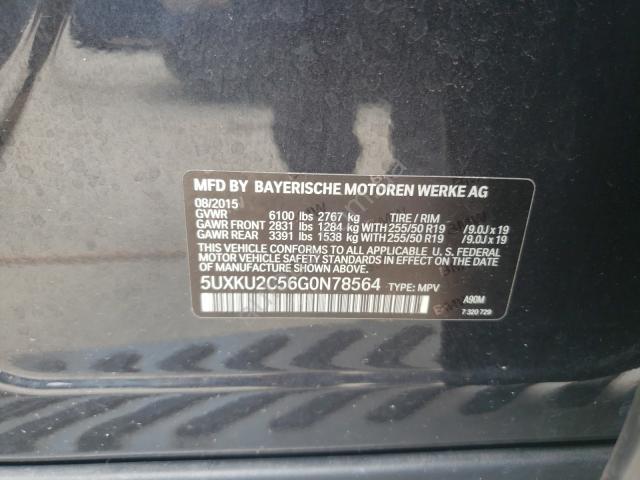 MFD BY BAYERISCHE MOTOREN WERKE AG
08/2015
GVWR 6100 lbs 2767 kg TIRE / RIM
GAWR FRONT 2831 lbs 1284 kg WITH 255/50 R19 /9.0J x 19
GAWR REAR 3391 lbs 1538 kg WITH 255/50 R19 /9.0J x 19
THIS VEHICLE CONFORMS TO ALL APPLICABLE U. S. FEDERAL
MOTOR VEHICLE SAFETY STANDARDS IN EFFECT ON THE DATE
OF MANUFACTURE SHOWN ABOVE.
5UXKU2C56G0N78564 TYPE: MPV
A90M
7 320 729